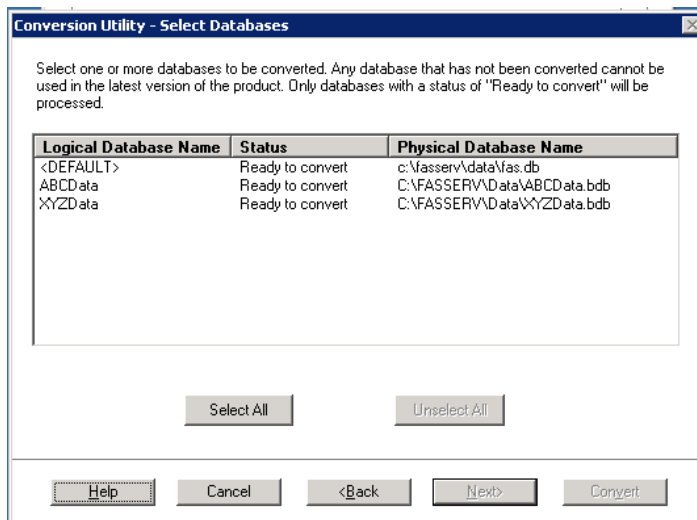 Conversion Utility - Select Databases
Select one or more databases to be converted. Any database that has not been converted cannot be
used in the latest version of the product. Only databases with a status of "Ready to convert" will be
processed.
Logical Database Name Status Physical Database Name
<DEFAULT> Ready to convert c:\fasserv\data\fas.db
ABCData Ready to convert C:\FASSERV\Data\ABCData.bdb
XYZData Ready to convert C:\FASSERV\Data\XYZData.bdb
Select All Unselect All
Help Cancel <Back Next> Convert